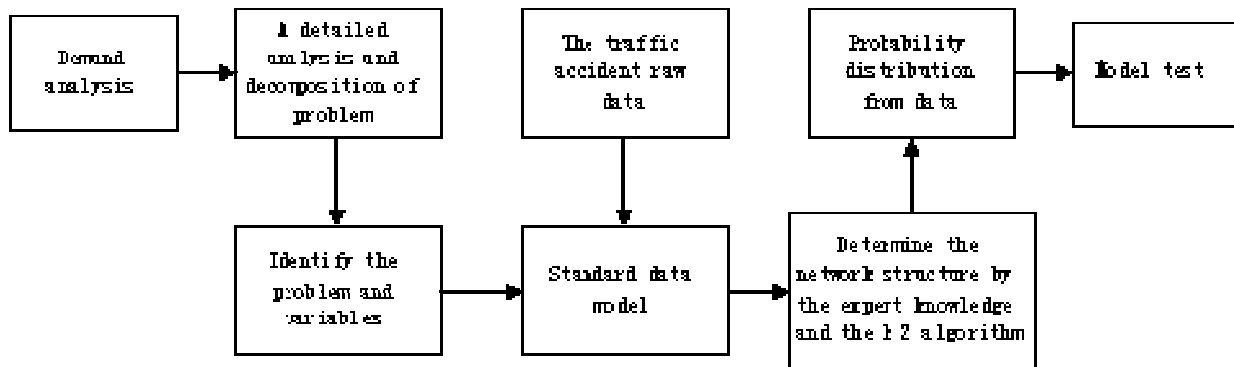 Demand
analysis
A detailed
analysis and
decomposition of
problem
The traffic
accident raw
data
Probability
distribution
from data
Model test
Identify the
problem and
variables
Standard data
model
Determine the
network structure by
the expert knowledge
and the K2 algorithm